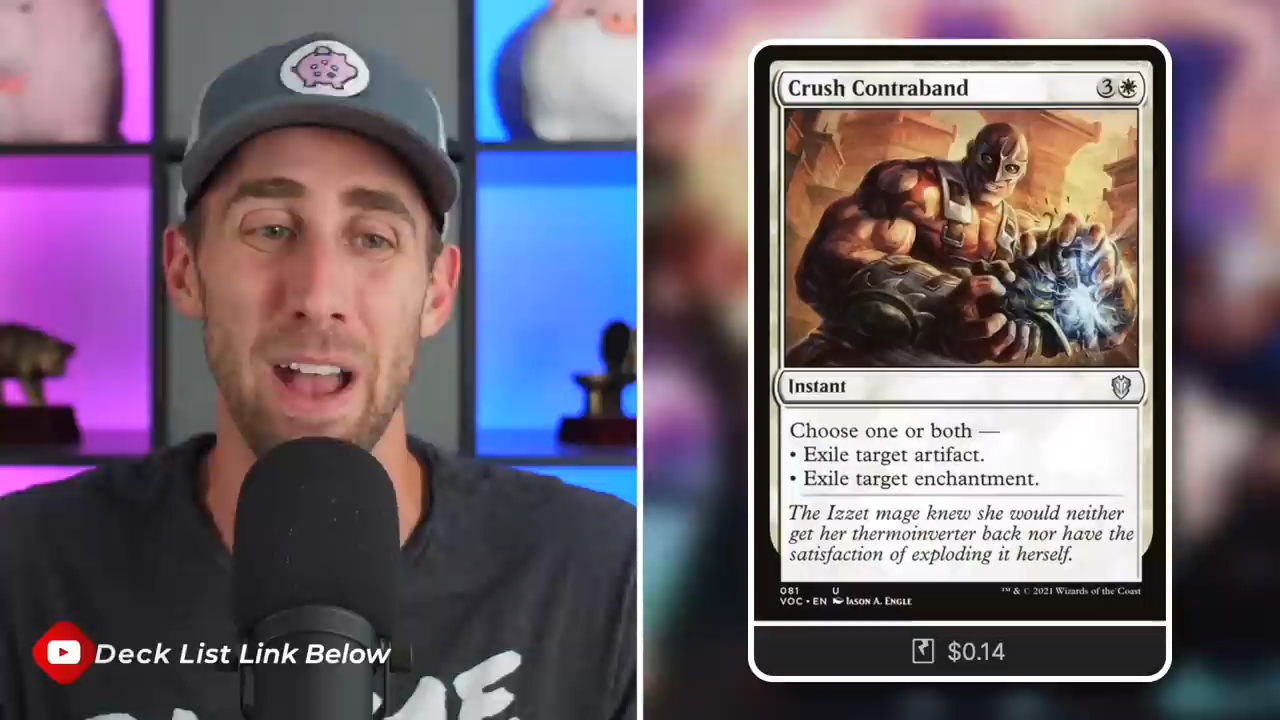 Crush Contraband 3
Instant
Choose one or both —
• Exile target artifact.
• Exile target enchantment.
The Izzet mage knew she would neither
get her thermoinverter back nor have the
satisfaction of exploding it herself.
081 U
VOC • EN JASON A. ENGLE
™ & © 2021 Wizards of the Coast
$0.14
Deck List Link Below